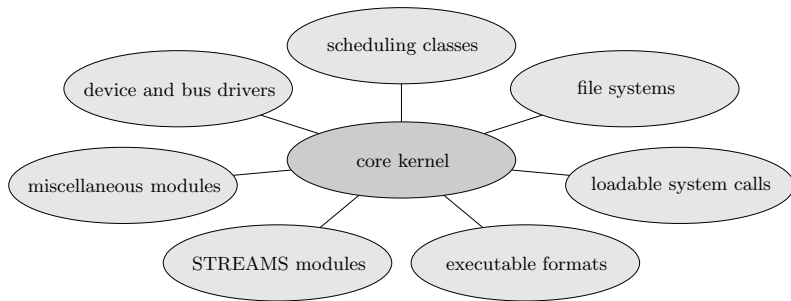 scheduling classes
device and bus drivers
file systems
core kernel
miscellaneous modules
loadable system calls
STREAMS modules
executable formats